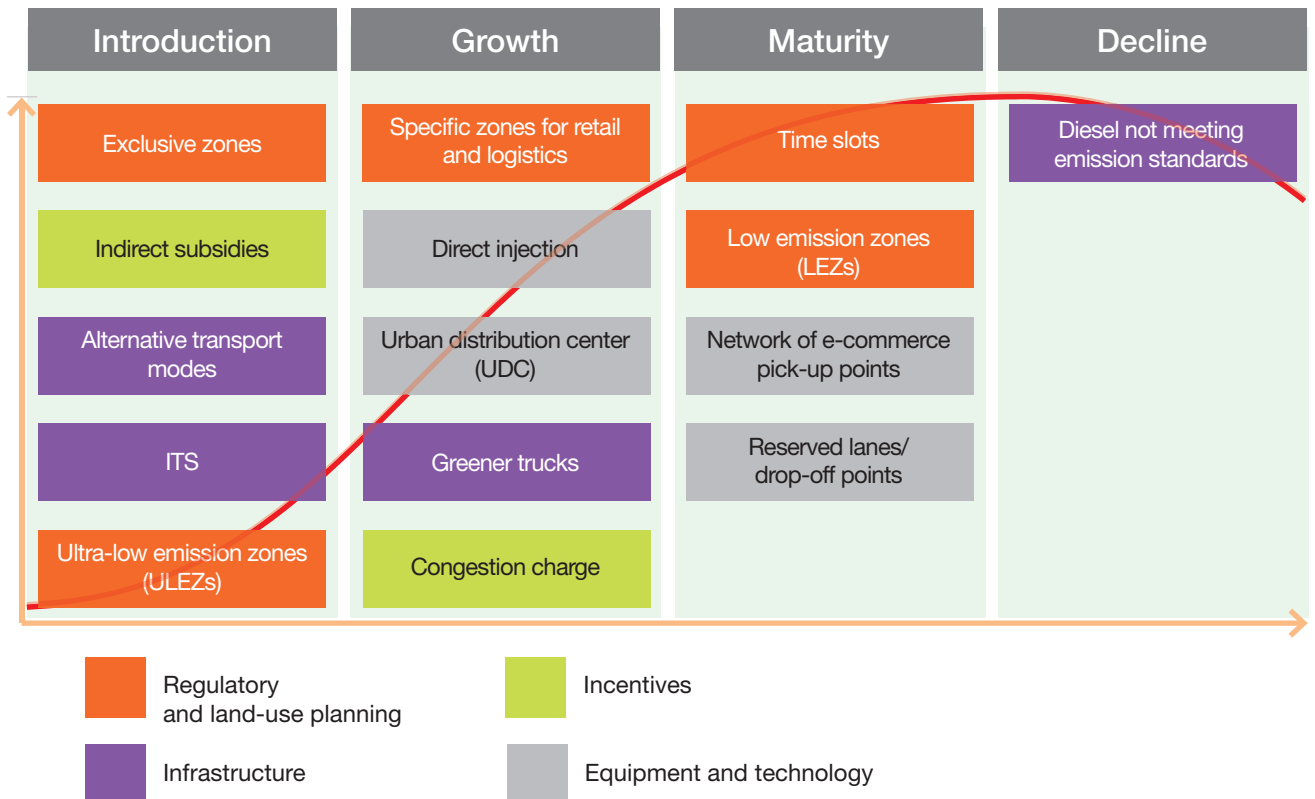 Introduction
Growth
Maturity
Decline
Exclusive zones
Indirect subsidies
Alternative transport
modes
ITS
Ultra-low emission zones
(ULEZs)
Specific zones for retail
and logistics
Direct injection
Urban distribution center
(UDC)
Greener trucks
Congestion charge
Time slots
Low emission zones
(LEZs)
Network of e-commerce
pick-up points
Reserved lanes/
drop-off points
Diesel not meeting
emission standards
Regulatory
and land-use planning
Incentives
Infrastructure
Equipment and technology